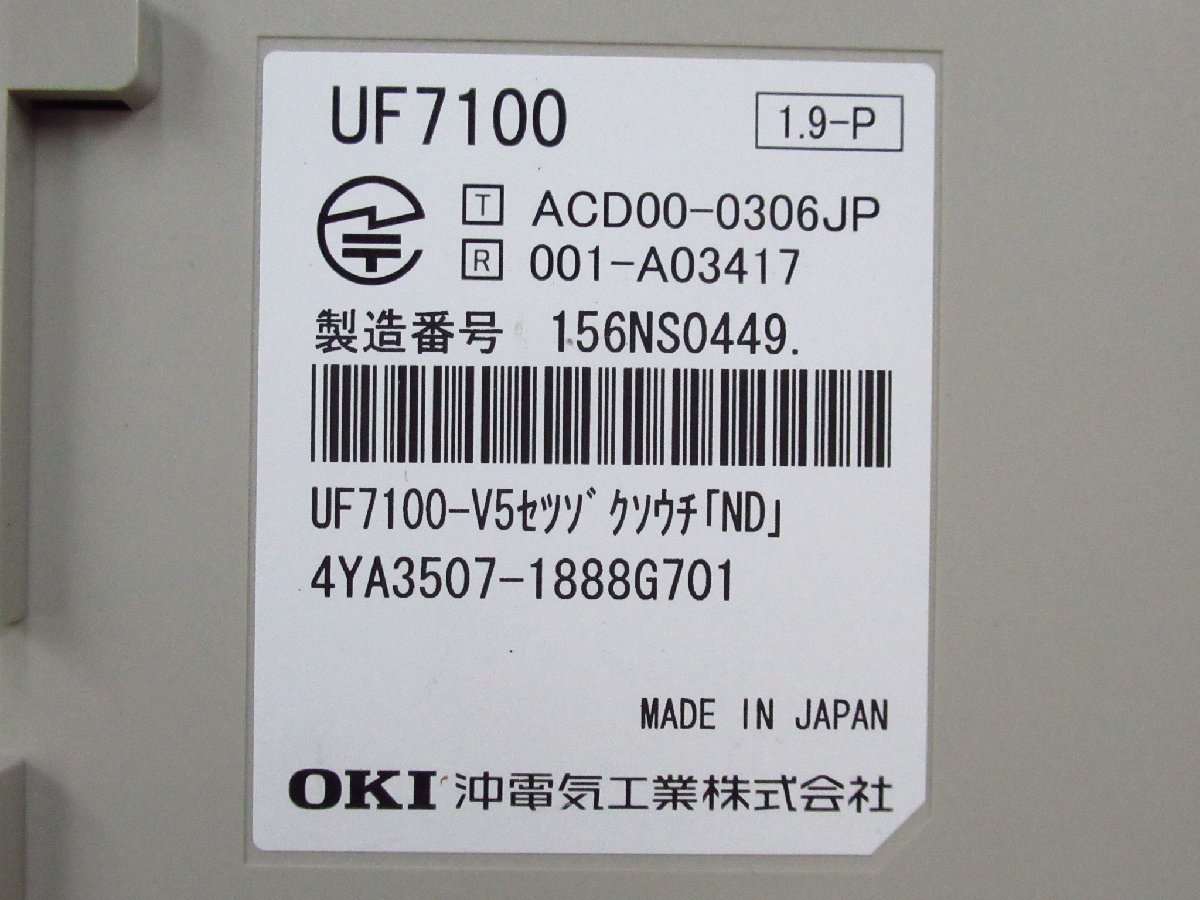 UF7100
1.9-P
T ACD00-0306JP
R 001-A03417
製造番号 156NS0449.
UF7100-V5ｾﾂｿﾞｸｿｳﾁ｢ND｣
4YA3507-1888G701
MADE IN JAPAN
OKI 沖電気工業株式会社